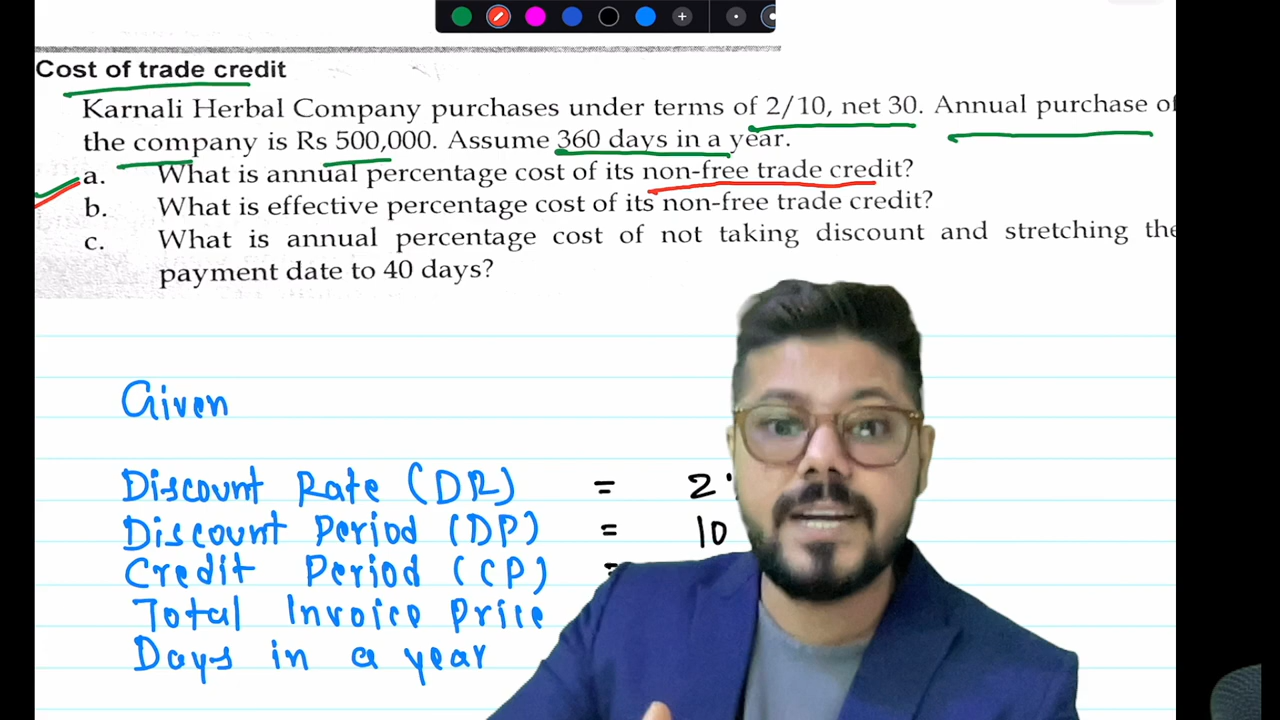 Cost of trade credit
Karnali Herbal Company purchases under terms of 2/10, net 30. Annual purchase of
the company is Rs 500,000. Assume 360 days in a year.
a. What is annual percentage cost of its non-free trade credit?
b. What is effective percentage cost of its non-free trade credit?
c. What is annual percentage cost of not taking discount and stretching the
payment date to 40 days?
Given
Discount Rate (DR) = 2
Discount Period (DP) = 10
Credit Period (CP) =
Total Invoice Price
Days in a year